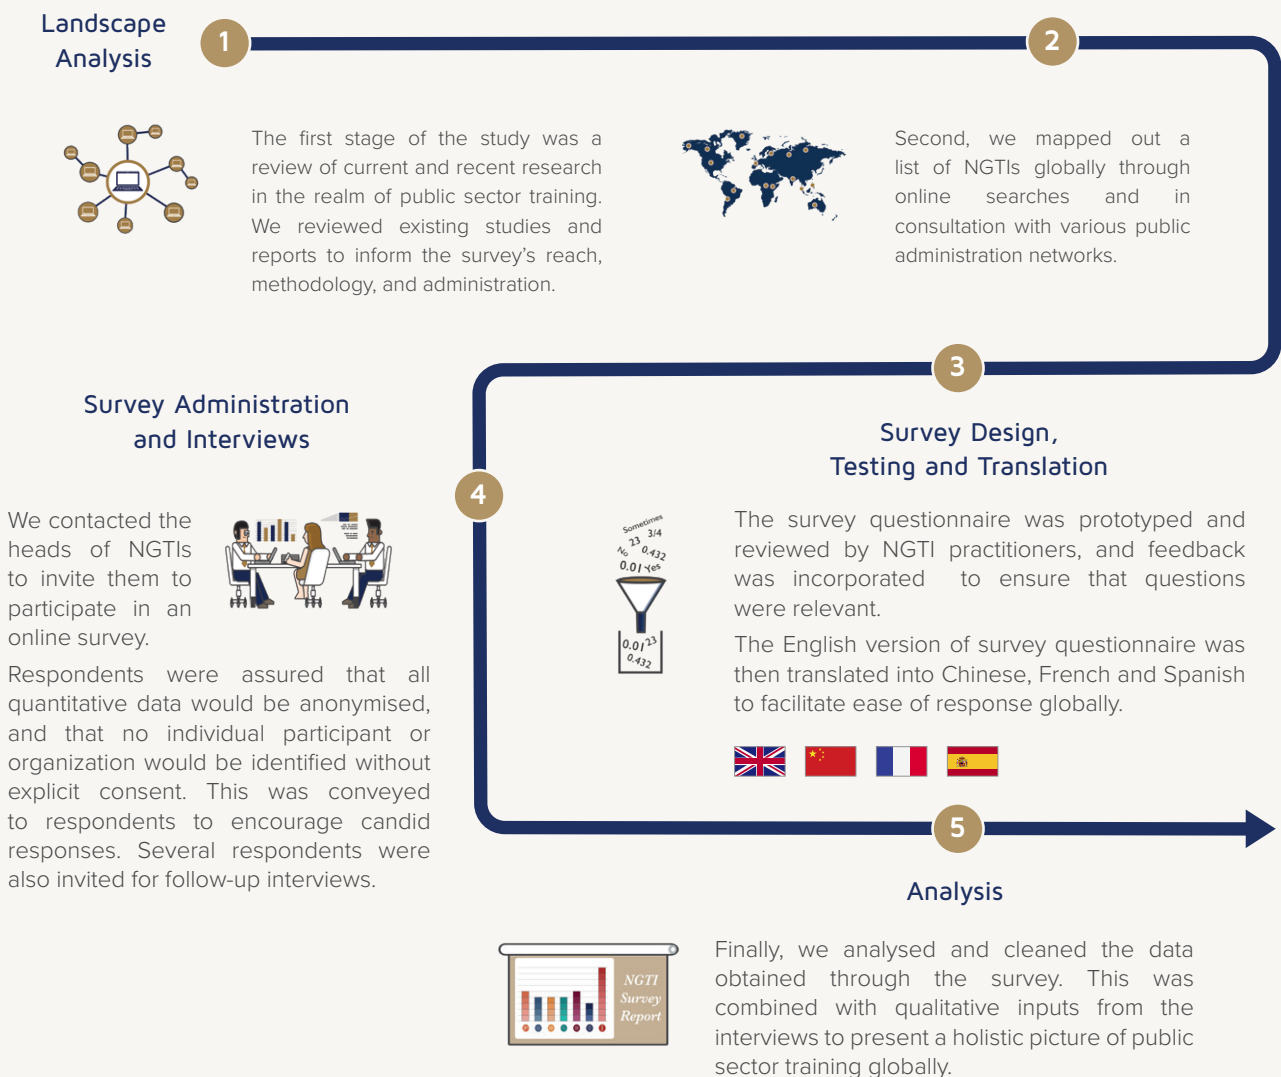 Landscape
Analysis
1
2
The first stage of the study was a
review of current and recent research
in the realm of public sector training.
We reviewed existing studies and
reports to inform the survey's reach,
methodology, and administration.
Second, we mapped out a
list of NGTIs globally through
online searches and in
consultation with various public
administration networks.
3
Survey Design,
Testing and Translation
Sometimes
23 3/4
% 0.432
0.01 Yes
0.01 23
0.432
The survey questionnaire was prototyped and
reviewed by NGTI practitioners, and feedback
was incorporated to ensure that questions
were relevant.
The English version of survey questionnaire was
then translated into Chinese, French and Spanish
to facilitate ease of response globally.
4
Survey Administration
and Interviews
We contacted the
heads of NGTIs
to invite them to
participate in an
online survey.
Respondents were assured that all
quantitative data would be anonymised,
and that no individual participant or
organization would be identified without
explicit consent. This was conveyed
to respondents to encourage candid
responses. Several respondents were
also invited for follow-up interviews.
5
Analysis
NGTI
Survey
Report
Finally, we analysed and cleaned the data
obtained through the survey. This was
combined with qualitative inputs from the
interviews to present a holistic picture of public
sector training globally.